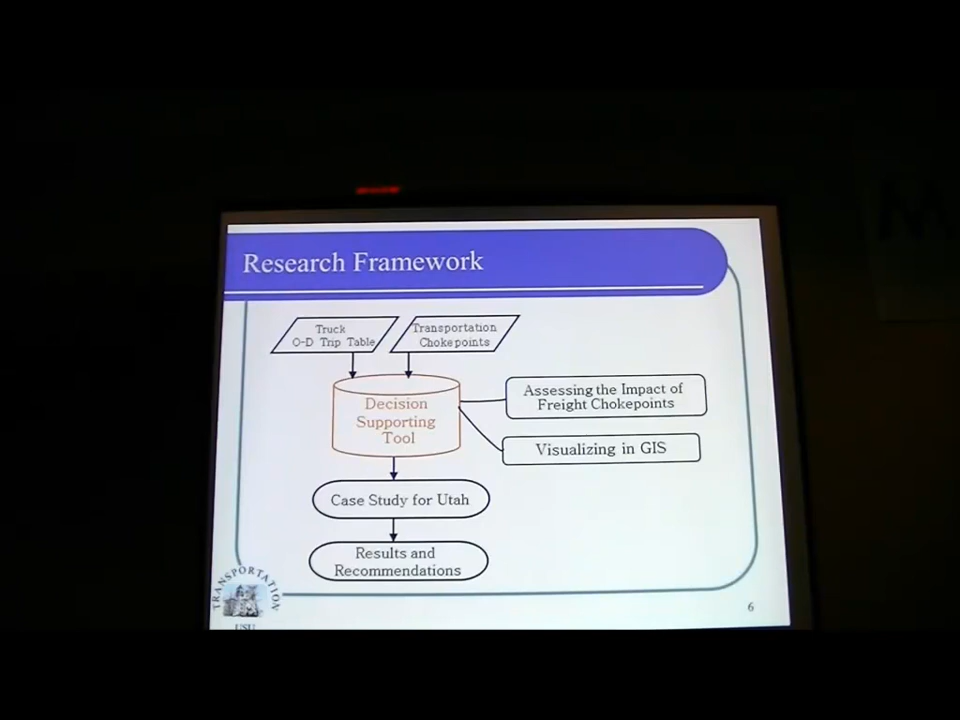 Research Framework
Truck
O-D Trip Table
Transportation
Chokepoints
Decision
Supporting
Tool
Assessing the Impact of
Freight Chokepoints
Visualizing in GIS
Case Study for Utah
Results and
Recommendations
TRANSPORTATION
USU
6